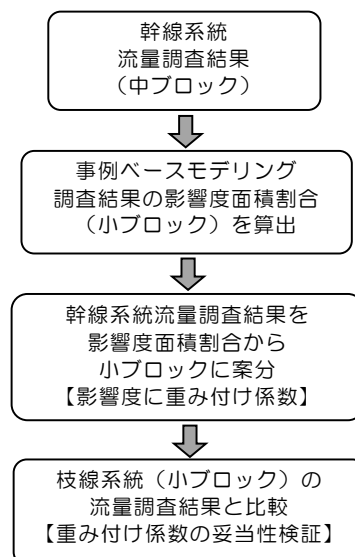 幹線系統
流量調査結果
（中ブロック）
事例ベースモデリング
調査結果の影響度面積割合
（小ブロック）を算出
幹線系統流量調査結果を
影響度面積割合から
小ブロックに案分
【影響度に重み付け係数】
枝線系統（小ブロック）の
流量調査結果と比較
【重み付け係数の妥当性検証】